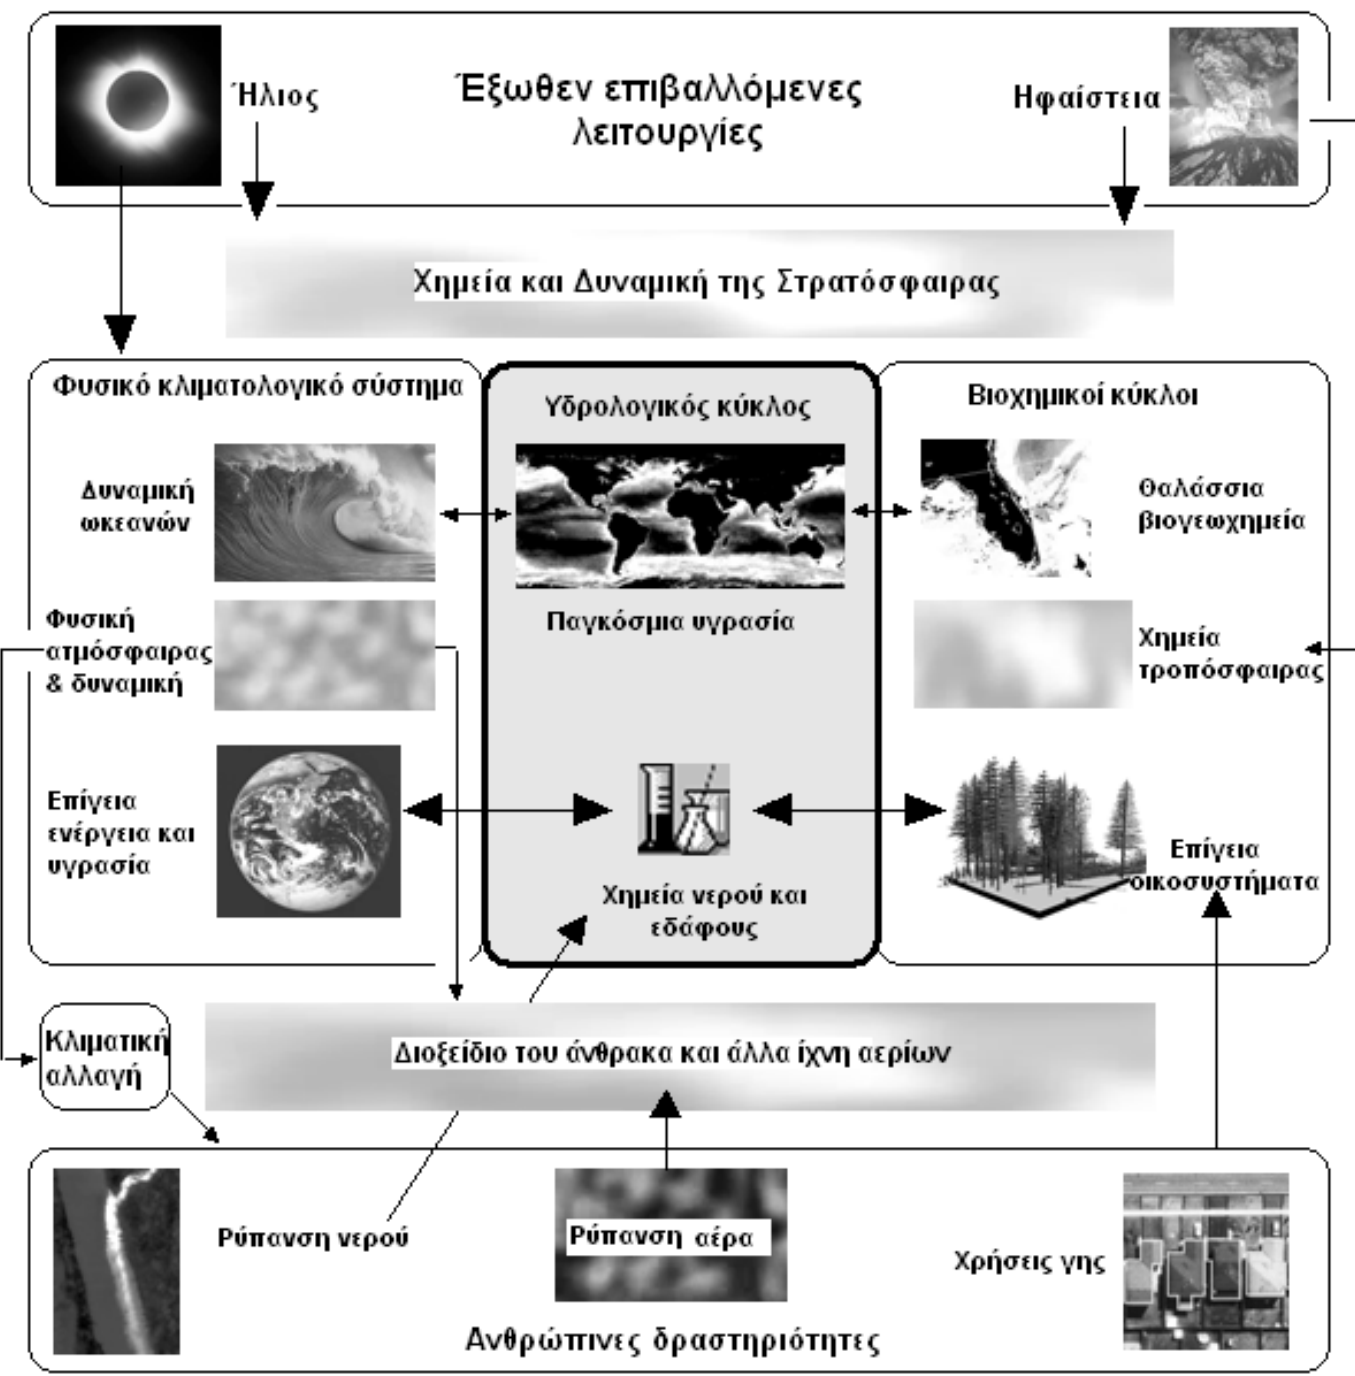 Ήλιος
Έξωθεν επιβαλλόμενες
λειτουργίες
Ηφαίστεια
Χημεία και Δυναμική της Στρατόσφαιρας
Φυσικό κλιματολογικό σύστημα
Δυναμική
ωκεανών
Φυσική
ατμόσφαιρας
& δυναμική
Επίγεια
ενέργεια και
υγρασία
Υδρολογικός κύκλος
Παγκόσμια υγρασία
Χημεία νερού και
εδάφους
Βιοχημικοί κύκλοι
Θαλάσσια
βιογεωχημεία
Χημεία
τροπόσφαιρας
Επίγεια
οικοσυστήματα
Κλιματική
αλλαγή
Διοξείδιο του άνθρακα και άλλα ίχνη αερίων
Ρύπανση νερού
Ρύπανση αέρα
Χρήσεις γης
Ανθρώπινες δραστηριότητες